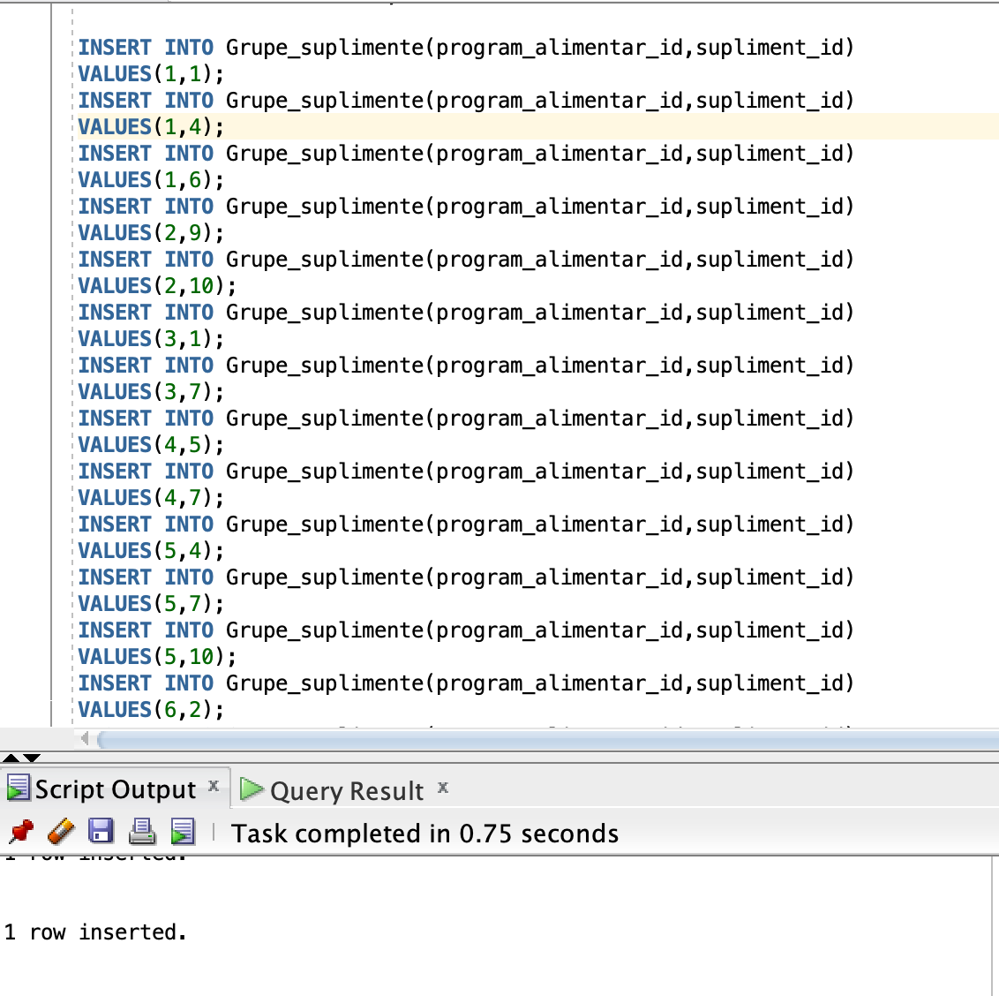 INSERT INTO Grupe_suplimente(program_alimentar_id,supliment_id)
VALUES(1,1);
INSERT INTO Grupe_suplimente(program_alimentar_id,supliment_id)
VALUES(1,4);
INSERT INTO Grupe_suplimente(program_alimentar_id,supliment_id)
VALUES(1,6);
INSERT INTO Grupe_suplimente(program_alimentar_id,supliment_id)
VALUES(2,9);
INSERT INTO Grupe_suplimente(program_alimentar_id,supliment_id)
VALUES(2,10);
INSERT INTO Grupe_suplimente(program_alimentar_id,supliment_id)
VALUES(3,1);
INSERT INTO Grupe_suplimente(program_alimentar_id,supliment_id)
VALUES(3,7);
INSERT INTO Grupe_suplimente(program_alimentar_id,supliment_id)
VALUES(4,5);
INSERT INTO Grupe_suplimente(program_alimentar_id,supliment_id)
VALUES(4,7);
INSERT INTO Grupe_suplimente(program_alimentar_id,supliment_id)
VALUES(5,4);
INSERT INTO Grupe_suplimente(program_alimentar_id,supliment_id)
VALUES(5,7);
INSERT INTO Grupe_suplimente(program_alimentar_id,supliment_id)
VALUES(5,10);
INSERT INTO Grupe_suplimente(program_alimentar_id,supliment_id)
VALUES(6,2);
Script Output x Query Result x
Task completed in 0.75 seconds
1 row inserted.
1 row inserted.